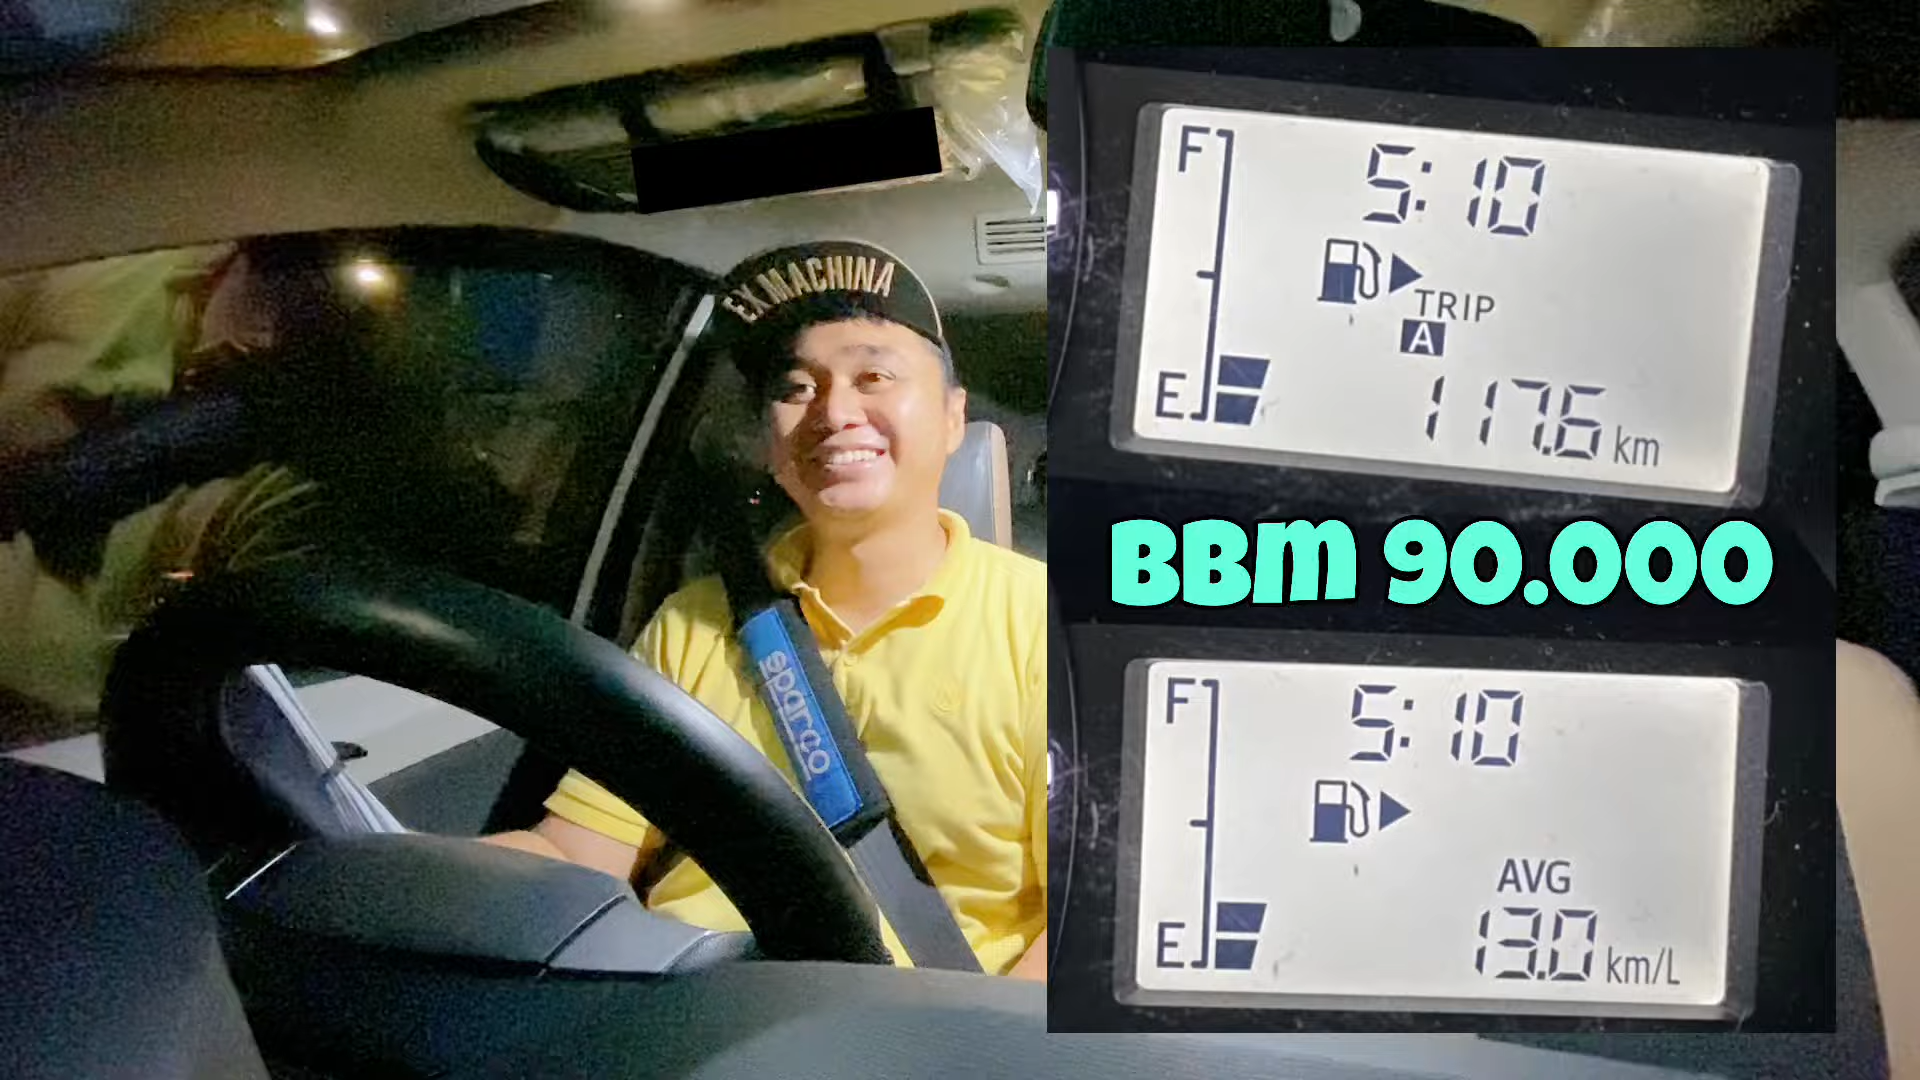 EX MACHINA
sparco
F
5:10
TRIP
A
E
117.6 km
BBM 90.000
F
5:10
AVG
E
13.0 km/L